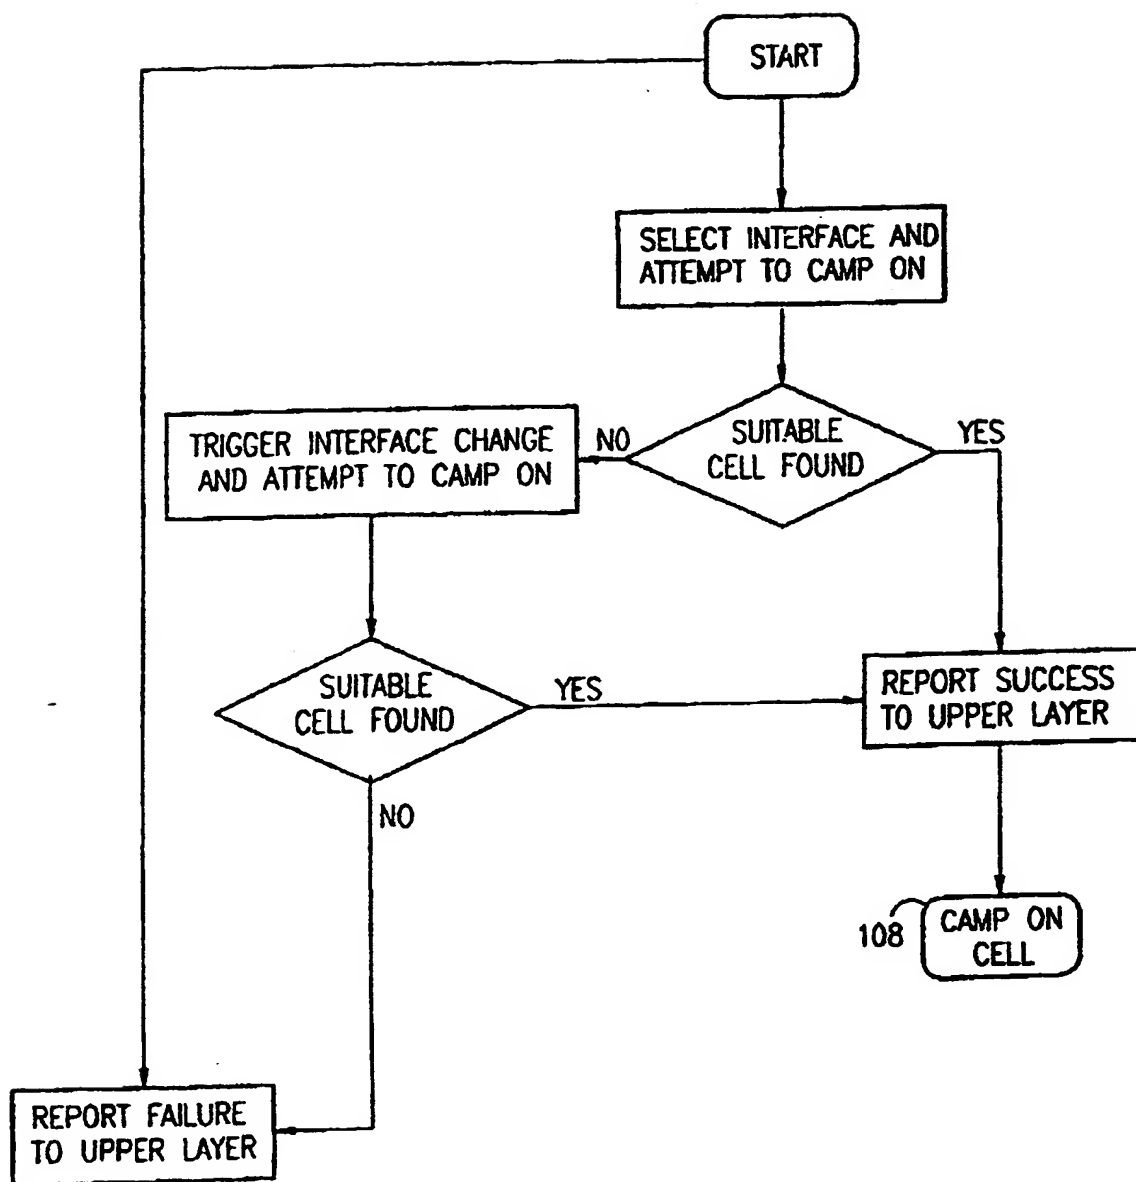 START
SELECT INTERFACE AND
ATTEMPT TO CAMP ON
SUITABLE
CELL FOUND
YES
NO
TRIGGER INTERFACE CHANGE
AND ATTEMPT TO CAMP ON
SUITABLE
CELL FOUND
YES
NO
REPORT SUCCESS
TO UPPER LAYER
108
CAMP ON
CELL
REPORT FAILURE
TO UPPER LAYER